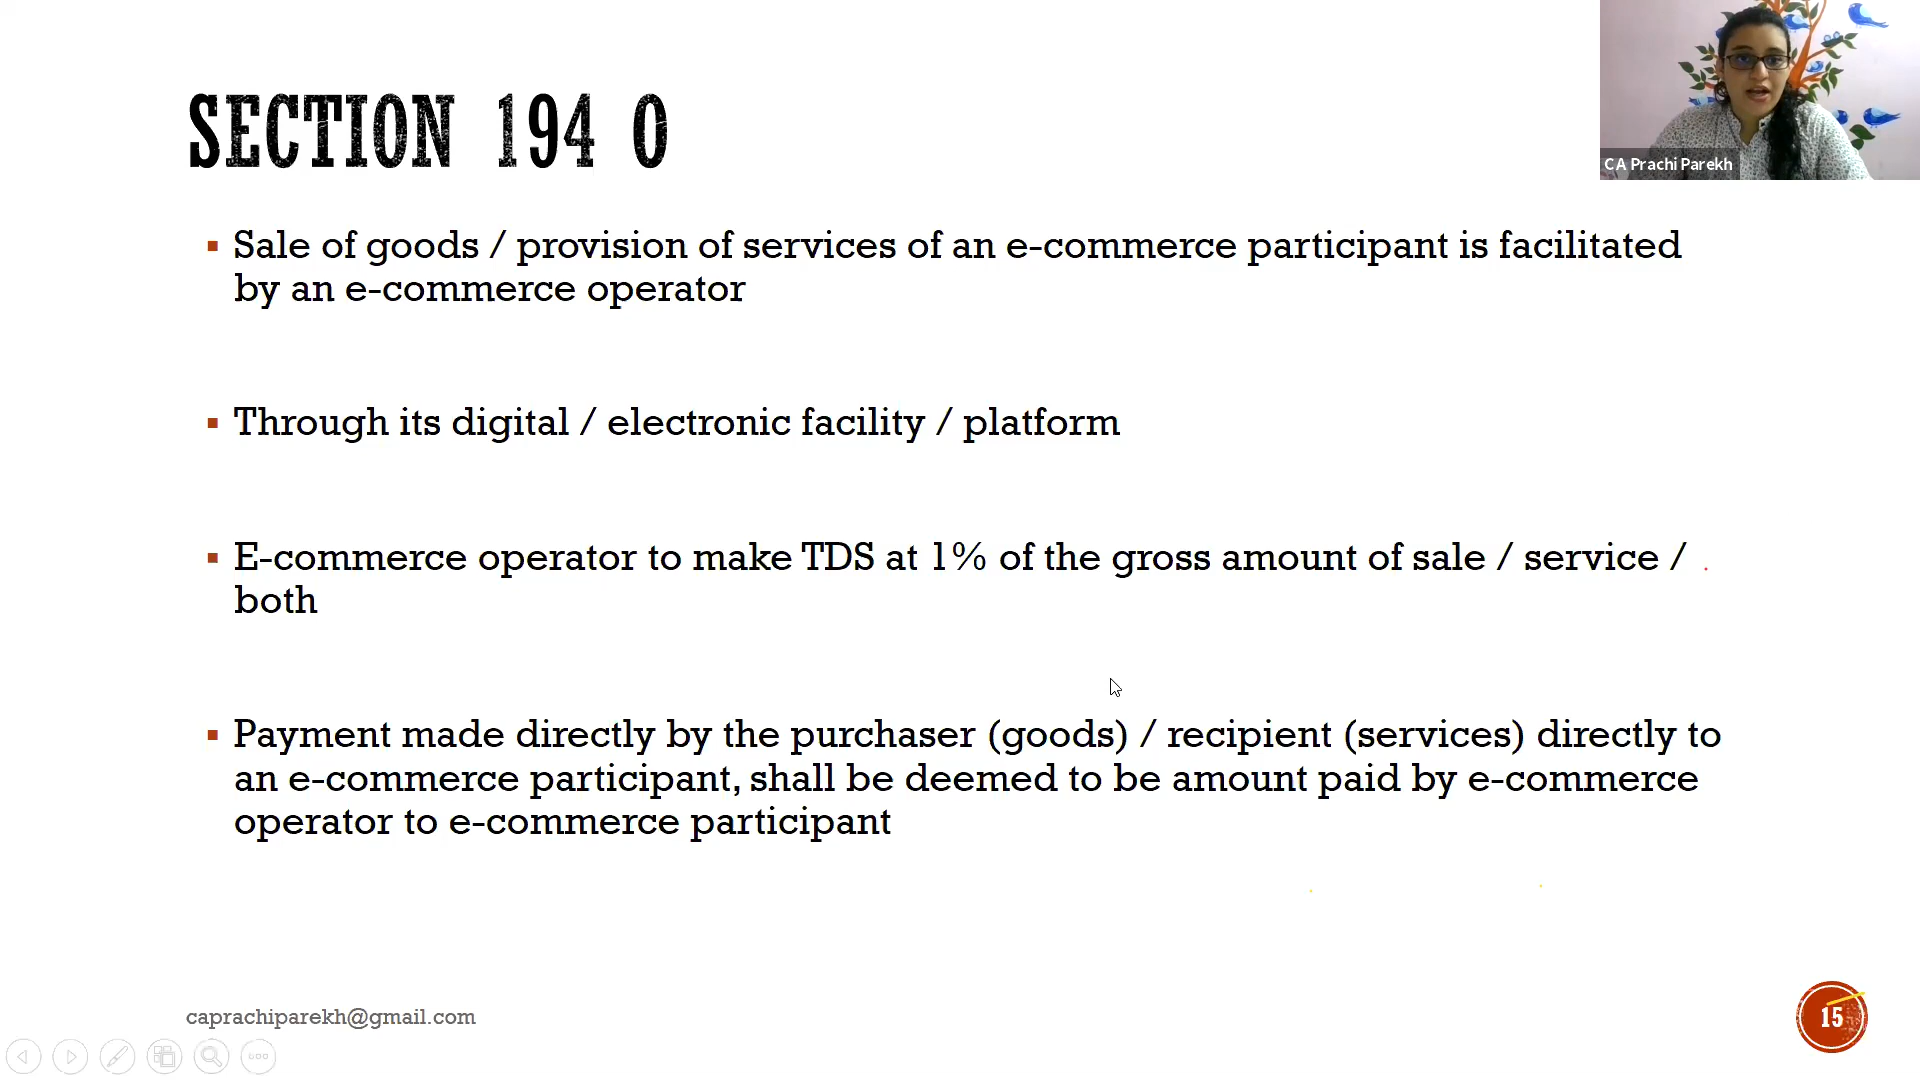 SECTION 194 O
CA Prachi Parekh
Sale of goods / provision of services of an e-commerce participant is facilitated
by an e-commerce operator
Through its digital / electronic facility / platform
E-commerce operator to make TDS at 1% of the gross amount of sale / service /
both
Payment made directly by the purchaser (goods) / recipient (services) directly to
an e-commerce participant, shall be deemed to be amount paid by e-commerce
operator to e-commerce participant
caprachiparekh@gmail.com
15